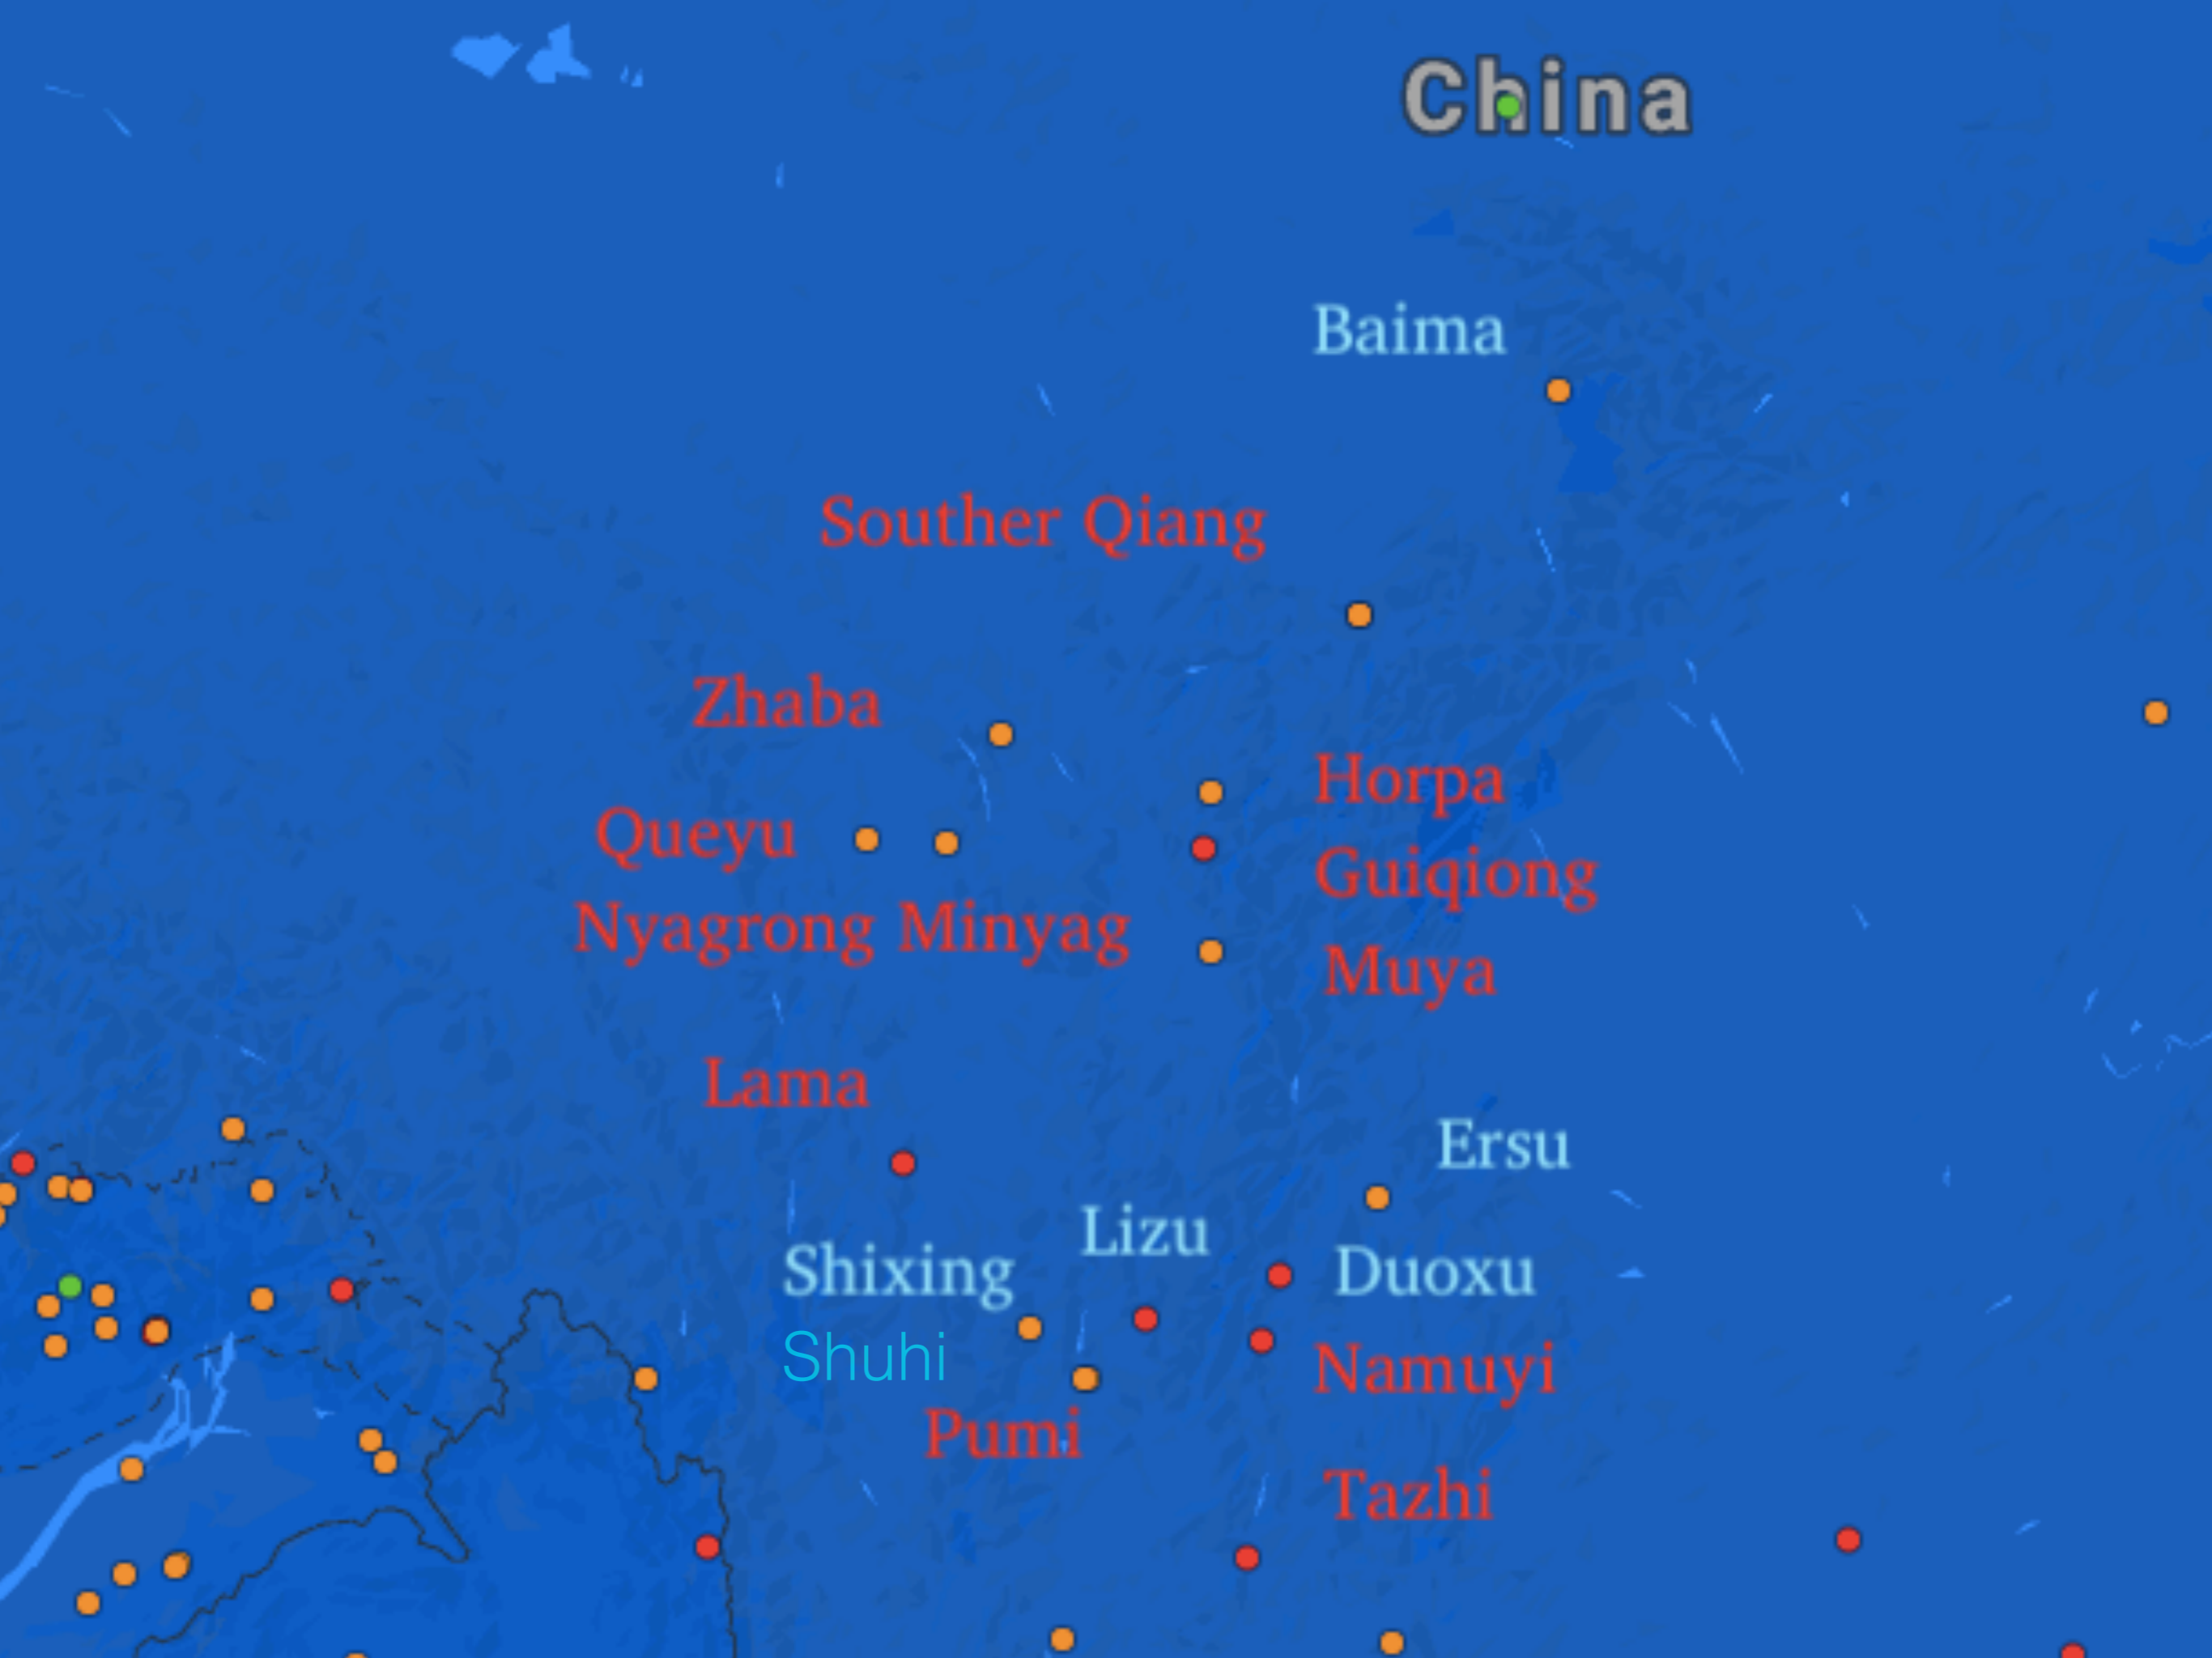 China
Baima
Souther Qiang
Zhaba
Horpa
Queyu
Guiqiong
Nyagrong Minyag
Muya
Lama
Ersu
Lizu
Shixing
Duoxu
Shuhi
Namuyi
Pumi
Tazhi